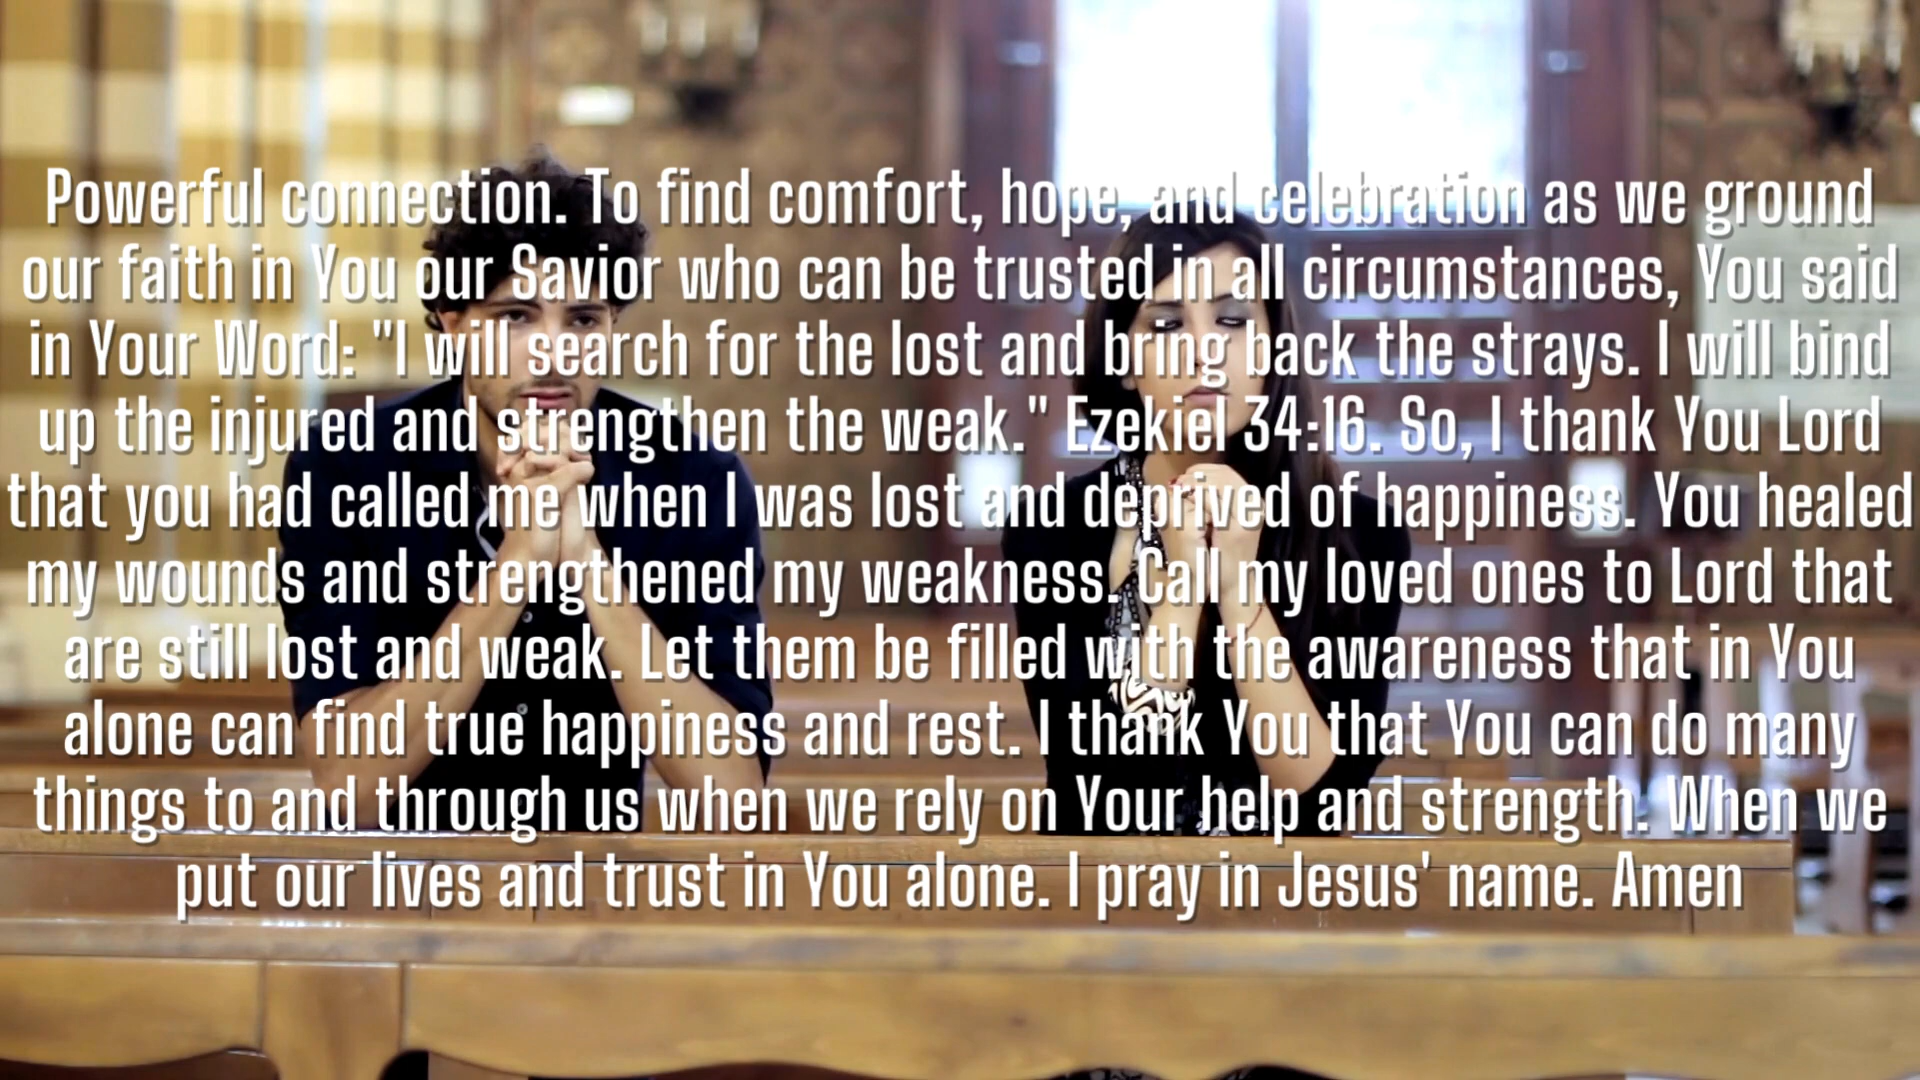 Powerful connection. To find comfort, hope, and celebration as we ground
our faith in You our Savior who can be trusted in all circumstances, You said
in Your Word: "I will search for the lost and bring back the strays. I will bind
up the injured and strengthen the weak." Ezekiel 34:16. So, I thank You Lord
that you had called me when I was lost and deprived of happiness. You healed
my wounds and strengthened my weakness. Call my loved ones to Lord that
are still lost and weak. Let them be filled with the awareness that in You
alone can find true happiness and rest. I thank You that You can do many
things to and through us when we rely on Your help and strength. When we
put our lives and trust in You alone. I pray in Jesus' name. Amen